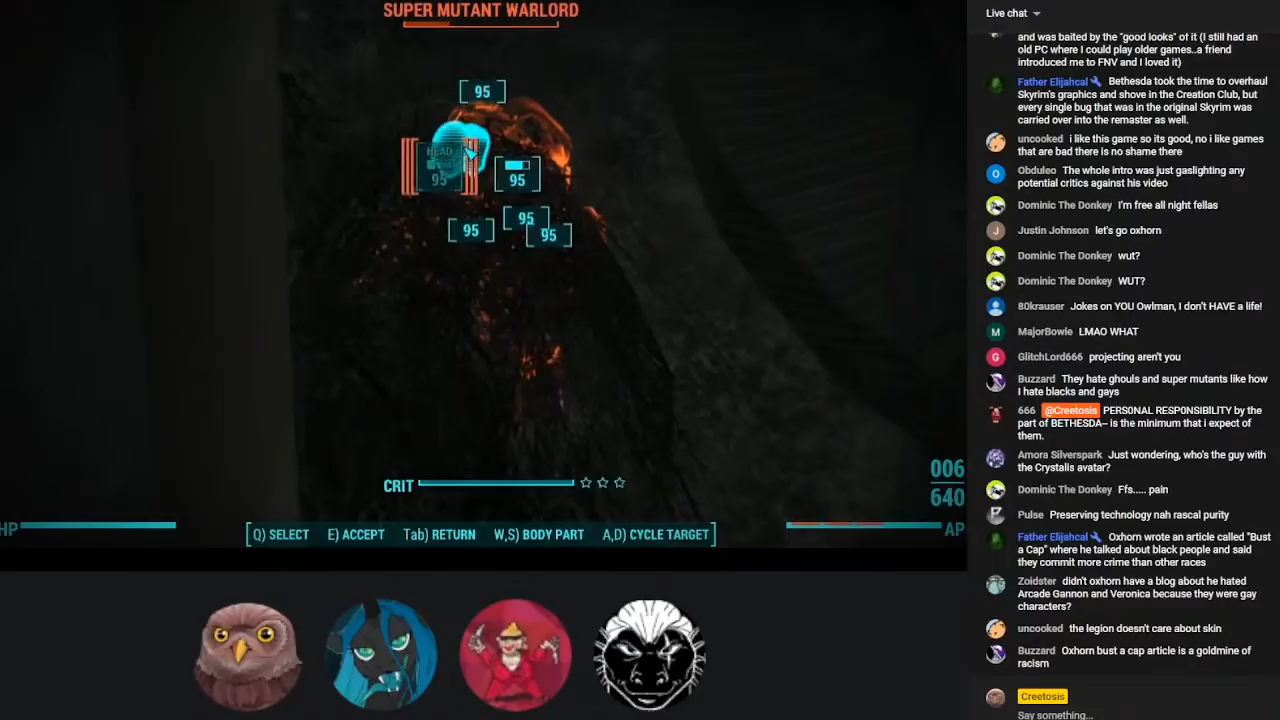 SUPER MUTANT WARLORD
95
HEAD
95
95
95
95
95
CRIT
006
640
HP
AP
Q) SELECT E) ACCEPT Tab) RETURN W,S) BODY PART A,D) CYCLE TARGET
Live chat
and was baited by the "good looks" of it (I still had an
old PC where I could play older games..a friend
introduced me to FNV and I loved it)
Father Elijahcal Bethesda took the time to overhaul
Skyrim's graphics and shove in the Creation Club, but
every single bug that was in the original Skyrim was
carried over into the remaster as well.
uncooked i like this game so its good, no i like games
that are bad there is no shame there
Obduleo The whole intro was just gaslighting any
potential critics against his video
Dominic The Donkey I'm free all night fellas
Justin Johnson let's go oxhorn
Dominic The Donkey wut?
Dominic The Donkey WUT?
80krauser Jokes on YOU Owlman, I don't HAVE a life!
MajorBowie LMAO WHAT
GlitchLord666 projecting aren't you
Buzzard They hate ghouls and super mutants like how
I hate blacks and gays
666 @Creetosis PERS0NAL RESP0NSIBILITY by the
part of BETHESDA-- is the minimum that i expect of
them.
Amora Silverspark Just wondering, who's the guy with
the Crystalis avatar?
Dominic The Donkey Ffs..... pain
Pulse Preserving technology nah rascal purity
Father Elijahcal Oxhorn wrote an article called "Bust
a Cap" where he talked about black people and said
they commit more crime than other races
Zoidster didn't oxhorn have a blog about he hated
Arcade Gannon and Veronica because they were gay
characters?
uncooked the legion doesn't care about skin
Buzzard Oxhorn bust a cap article is a goldmine of
racism
Creetosis
Say something...